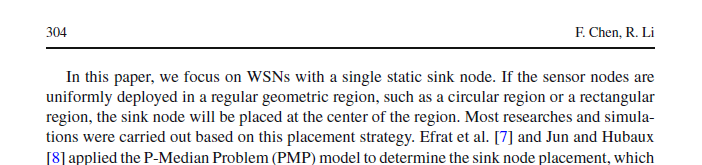 304
F. Chen, R. Li
In this paper, we focus on WSNs with a single static sink node. If the sensor nodes are
uniformly deployed in a regular geometric region, such as a circular region or a rectangular
region, the sink node will be placed at the center of the region. Most researches and simula-
tions were carried out based on this placement strategy. Efrat et al. [7] and Jun and Hubaux
[8] applied the P-Median Problem (PMP) model to determine the sink node placement, which